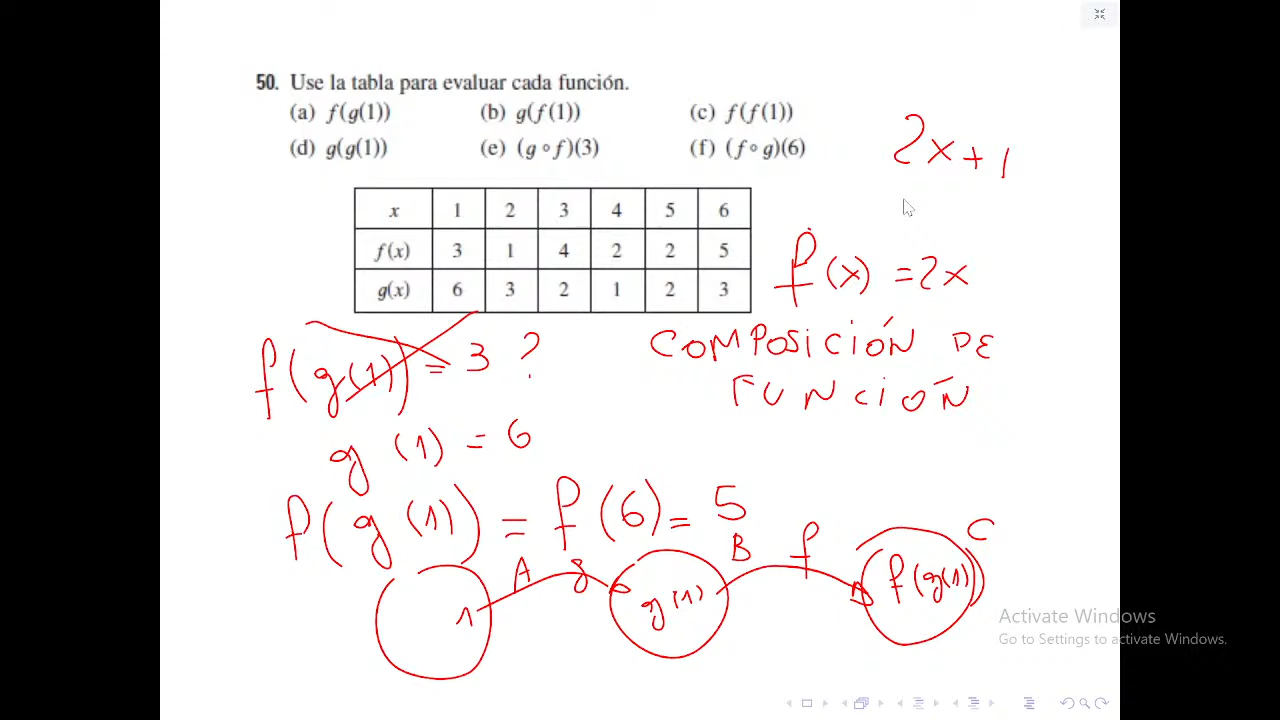 50. Use la tabla para evaluar cada función.
(a) f(g(1)) (b) g(f(1)) (c) f(f(1))
(d) g(g(1)) (e) (g ∘ f)(3) (f) (f ∘ g)(6)
2x + 1
x 1 2 3 4 5 6
f(x) 3 1 4 2 2 5
g(x) 6 3 2 1 2 3
f(x) = 2x
COMPOSICIÓN DE
FUNCIÓN
f(g(1)) = 3 ?
g(1) = 6
f(g(1)) = f(6) = 5
A g B f C
1 g(1) f(g(1))
Activate Windows
Go to Settings to activate Windows.